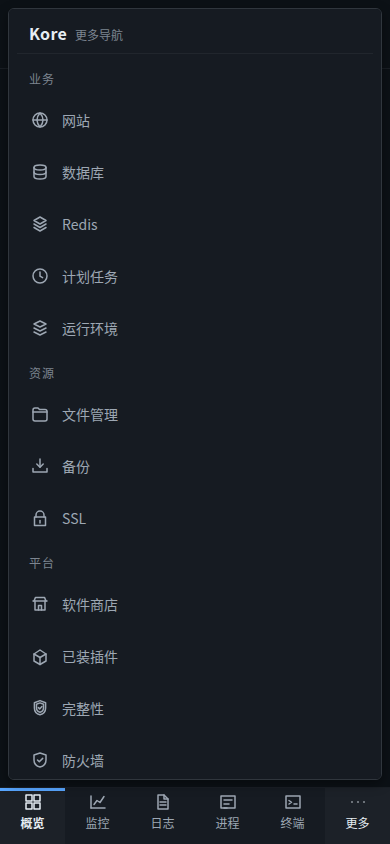 Kore 更多导航
业务
网站
数据库
Redis
计划任务
运行环境
资源
文件管理
备份
SSL
平台
软件商店
已装插件
完整性
防火墙
概览 监控 日志 进程 终端 更多